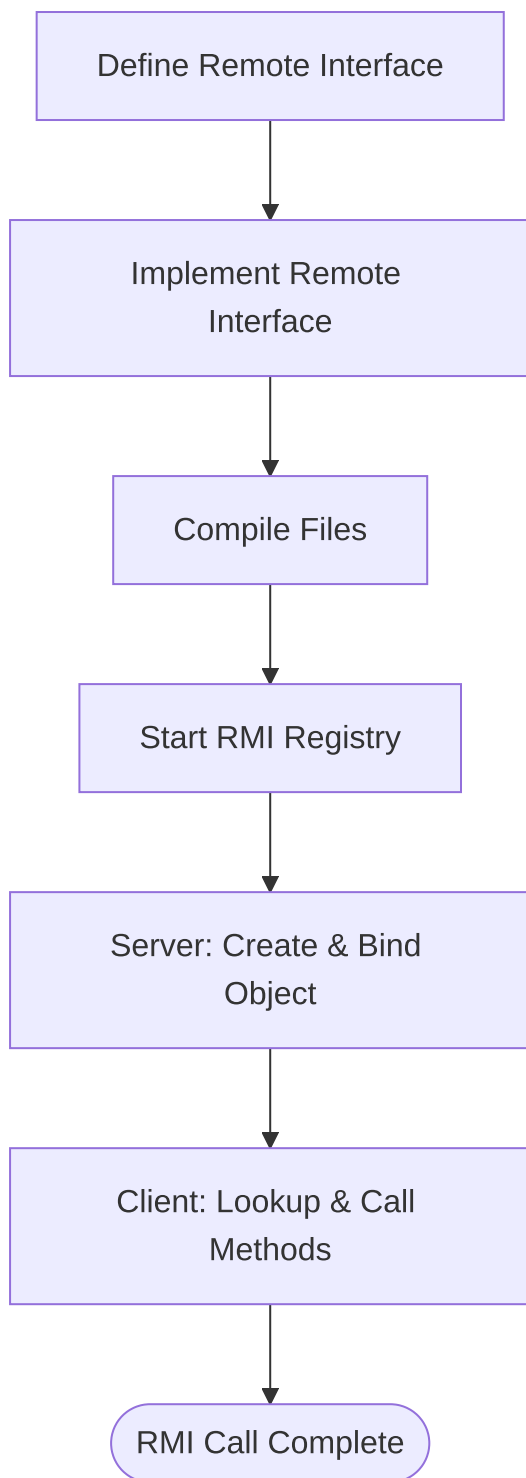 Define Remote Interface
Implement Remote
Interface
Compile Files
Start RMI Registry
Server: Create & Bind
Object
Client: Lookup & Call
Methods
RMI Call Complete